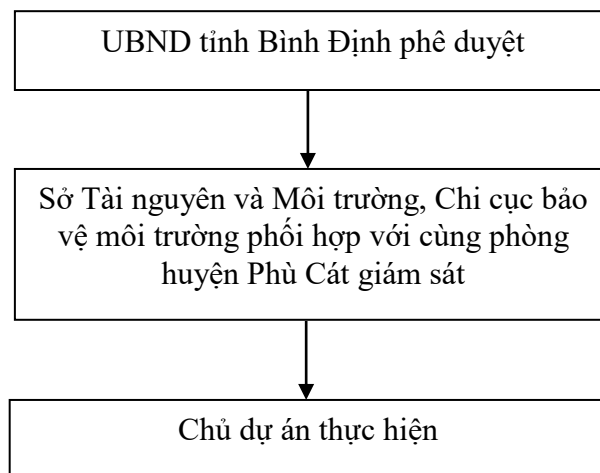 UBND tỉnh Bình Định phê duyệt
Sở Tài nguyên và Môi trường, Chi cục bảo
vệ môi trường phối hợp với cùng phòng
huyện Phù Cát giám sát
Chủ dự án thực hiện